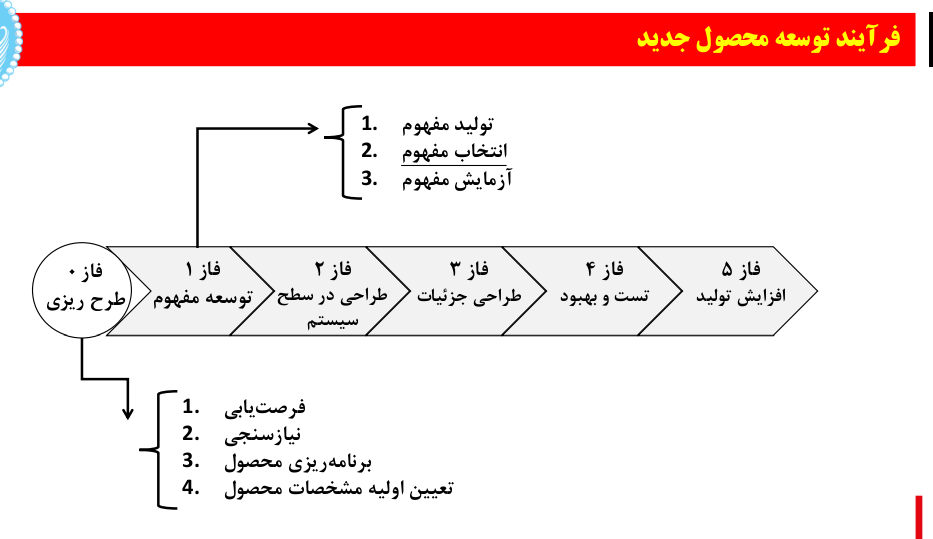 فرآیند توسعه محصول جدید
1. تولید مفهوم
2. انتخاب مفهوم
3. آزمایش مفهوم
فاز ۰
طرح ریزی
فاز ۱
توسعه مفهوم
فاز ۲
طراحی در سطح
سیستم
فاز ۳
طراحی جزئیات
فاز ۴
تست و بهبود
فاز ۵
افزایش تولید
1. فرصت‌یابی
2. نیازسنجی
3. برنامه‌ریزی محصول
4. تعیین اولیه مشخصات محصول